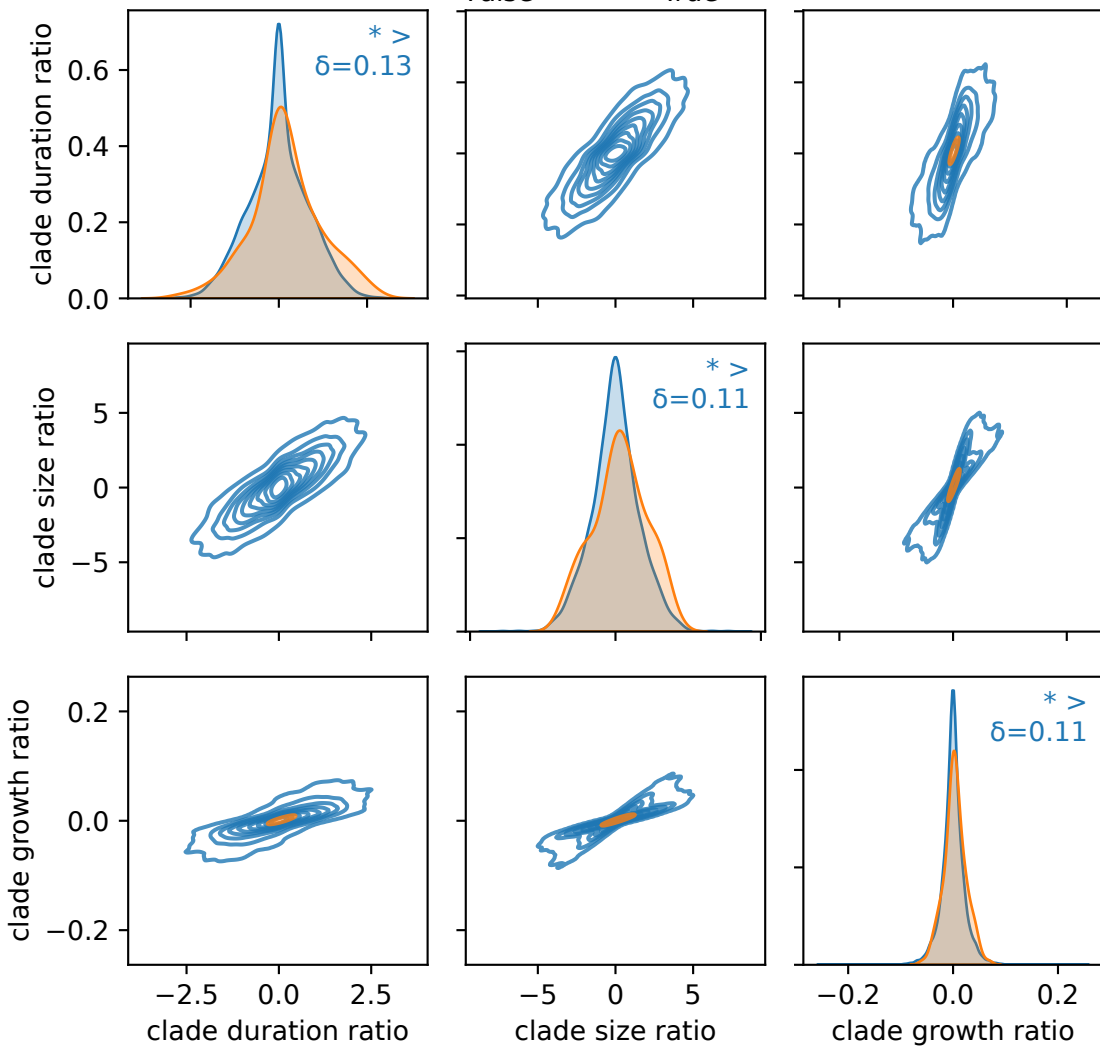 clade duration ratio
0.6
0.4
0.2
0.0
* >
δ=0.13
clade size ratio
5
0
−5
* >
δ=0.11
clade growth ratio
0.2
0.0
−0.2
* >
δ=0.11
−2.5 0.0 2.5
−5 0 5
−0.2 0.0 0.2
clade duration ratio
clade size ratio
clade growth ratio